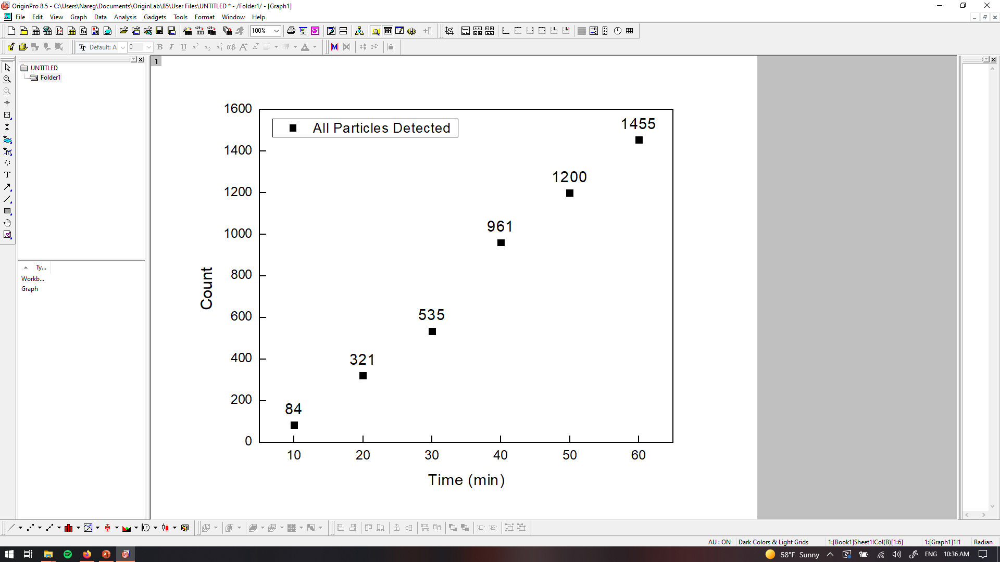 OriginPro 8.5 - C:\Users\Nareg\Documents\OriginLab\85\User Files\UNTITLED * - /Folder1/ - [Graph1]
File Edit View Graph Data Analysis Gadgets Tools Format Window Help
100%
Default: A 0 B I U x² x₂ αβ A A A
UNTITLED
Folder1
1
Ty...
Workb...
Graph
All Particles Detected
1600
1400
1200
1000
800
600
400
200
0
Count
84
321
535
961
1200
1455
10 20 30 40 50 60
Time (min)
AU : ON Dark Colors & Light Grids 1:[Book1]Sheet1!Col(B)[1:6] 1:[Graph1]1!1 Radian
58°F Sunny ENG 10:36 AM